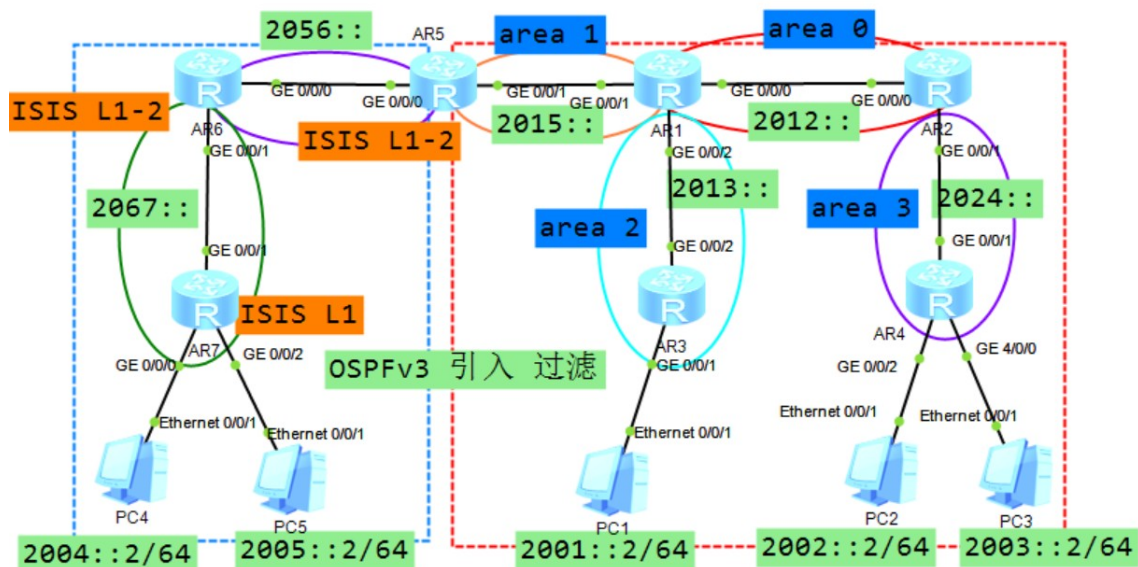 2056::
AR5
area 1
area 0
R
R
R
R
GE 0/0/0
GE 0/0/0
GE 0/0/1
GE 0/0/1
GE 0/0/0
GE 0/0/0
ISIS L1-2
ISIS L1-2
2015::
2012::
AR6
AR1
AR2
GE 0/0/1
GE 0/0/2
GE 0/0/1
2067::
2013::
2024::
area 2
area 3
GE 0/0/1
GE 0/0/2
GE 0/0/1
R
R
R
ISIS L1
AR7
AR3
AR4
GE 0/0/0
GE 0/0/2
OSPFv3 引入 过滤
GE 0/0/1
GE 0/0/2
GE 4/0/0
Ethernet 0/0/1
Ethernet 0/0/1
Ethernet 0/0/1
Ethernet 0/0/1
Ethernet 0/0/1
PC4
PC5
PC1
PC2
PC3
2004::2/64
2005::2/64
2001::2/64
2002::2/64
2003::2/64